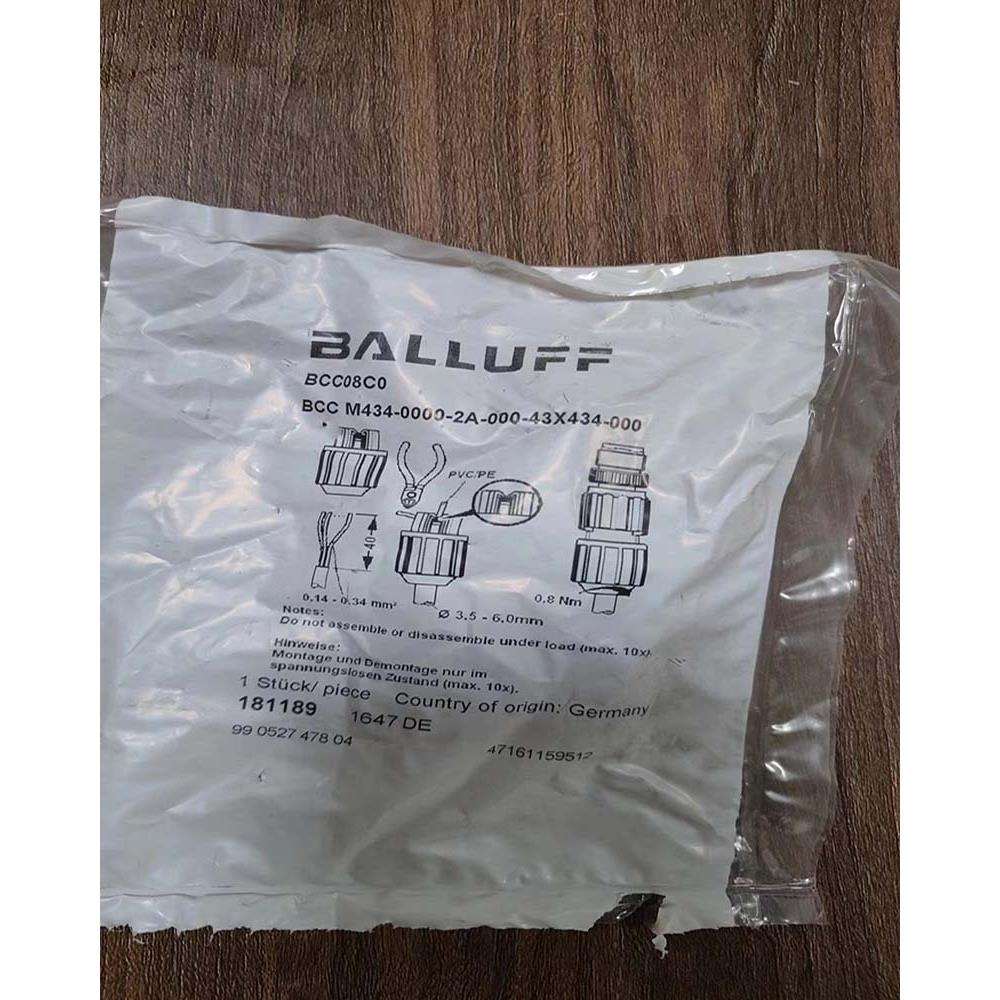 BALLUFF
BCC08C0
BCC M434-0000-2A-000-43X434-000
PVC/PE
40
0.14 - 0.34 mm²
Ø 3.5 - 6.0mm
0.8 Nm
Notes:
Do not assemble or disassemble under load (max. 10x).
Hinweise:
Montage und Demontage nur im
spannungslosen Zustand (max. 10x).
1 Stück/ piece Country of origin: Germany
181189 1647 DE
99 0527 478 04 47161159512